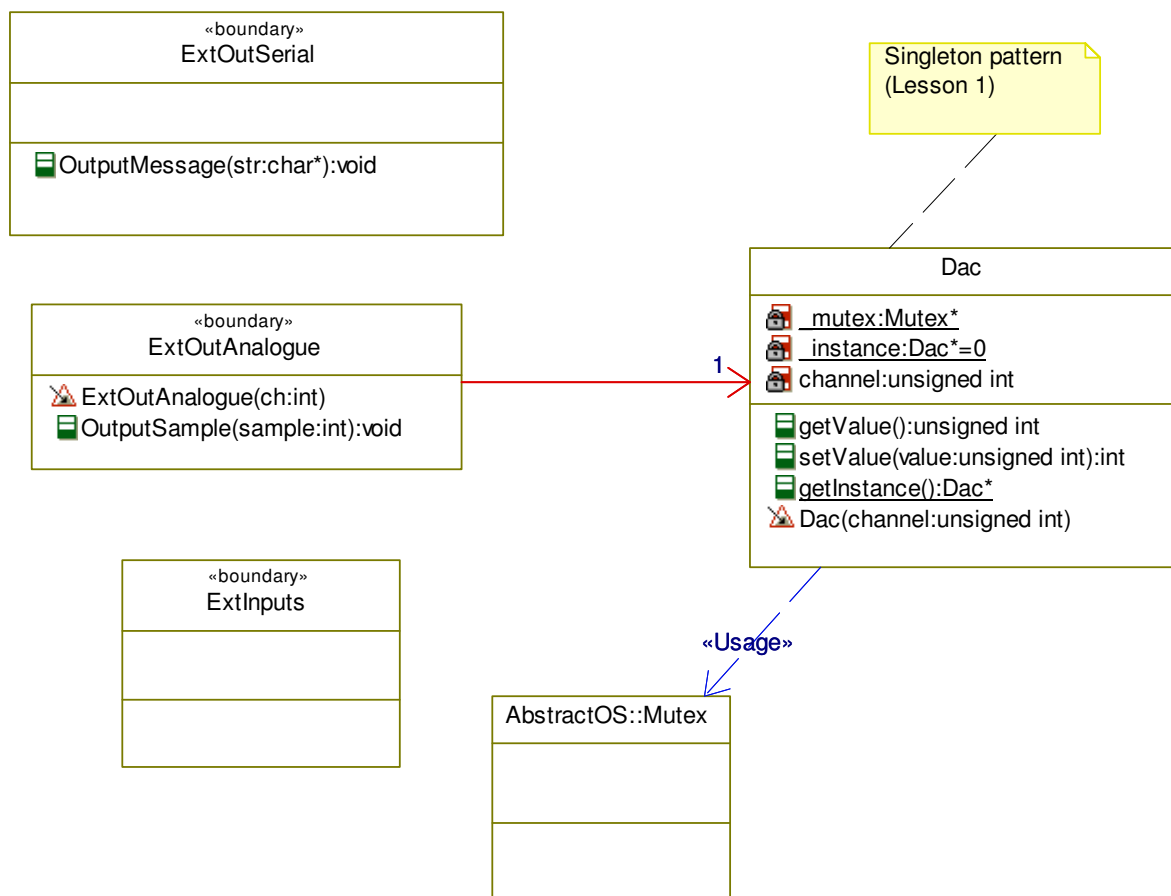 «boundary»
ExtOutSerial
OutputMessage(str:char*):void
Singleton pattern
(Lesson 1)
«boundary»
ExtOutAnalogue
ExtOutAnalogue(ch:int)
OutputSample(sample:int):void
1
Dac
_mutex:Mutex*
_instance:Dac*=0
channel:unsigned int
getValue():unsigned int
setValue(value:unsigned int):int
getInstance():Dac*
Dac(channel:unsigned int)
«boundary»
ExtInputs
«Usage»
AbstractOS::Mutex